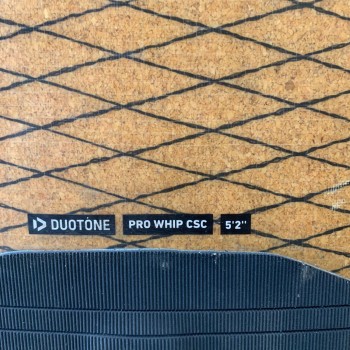 DUOTONE PRO WHIP CSC 5'2"